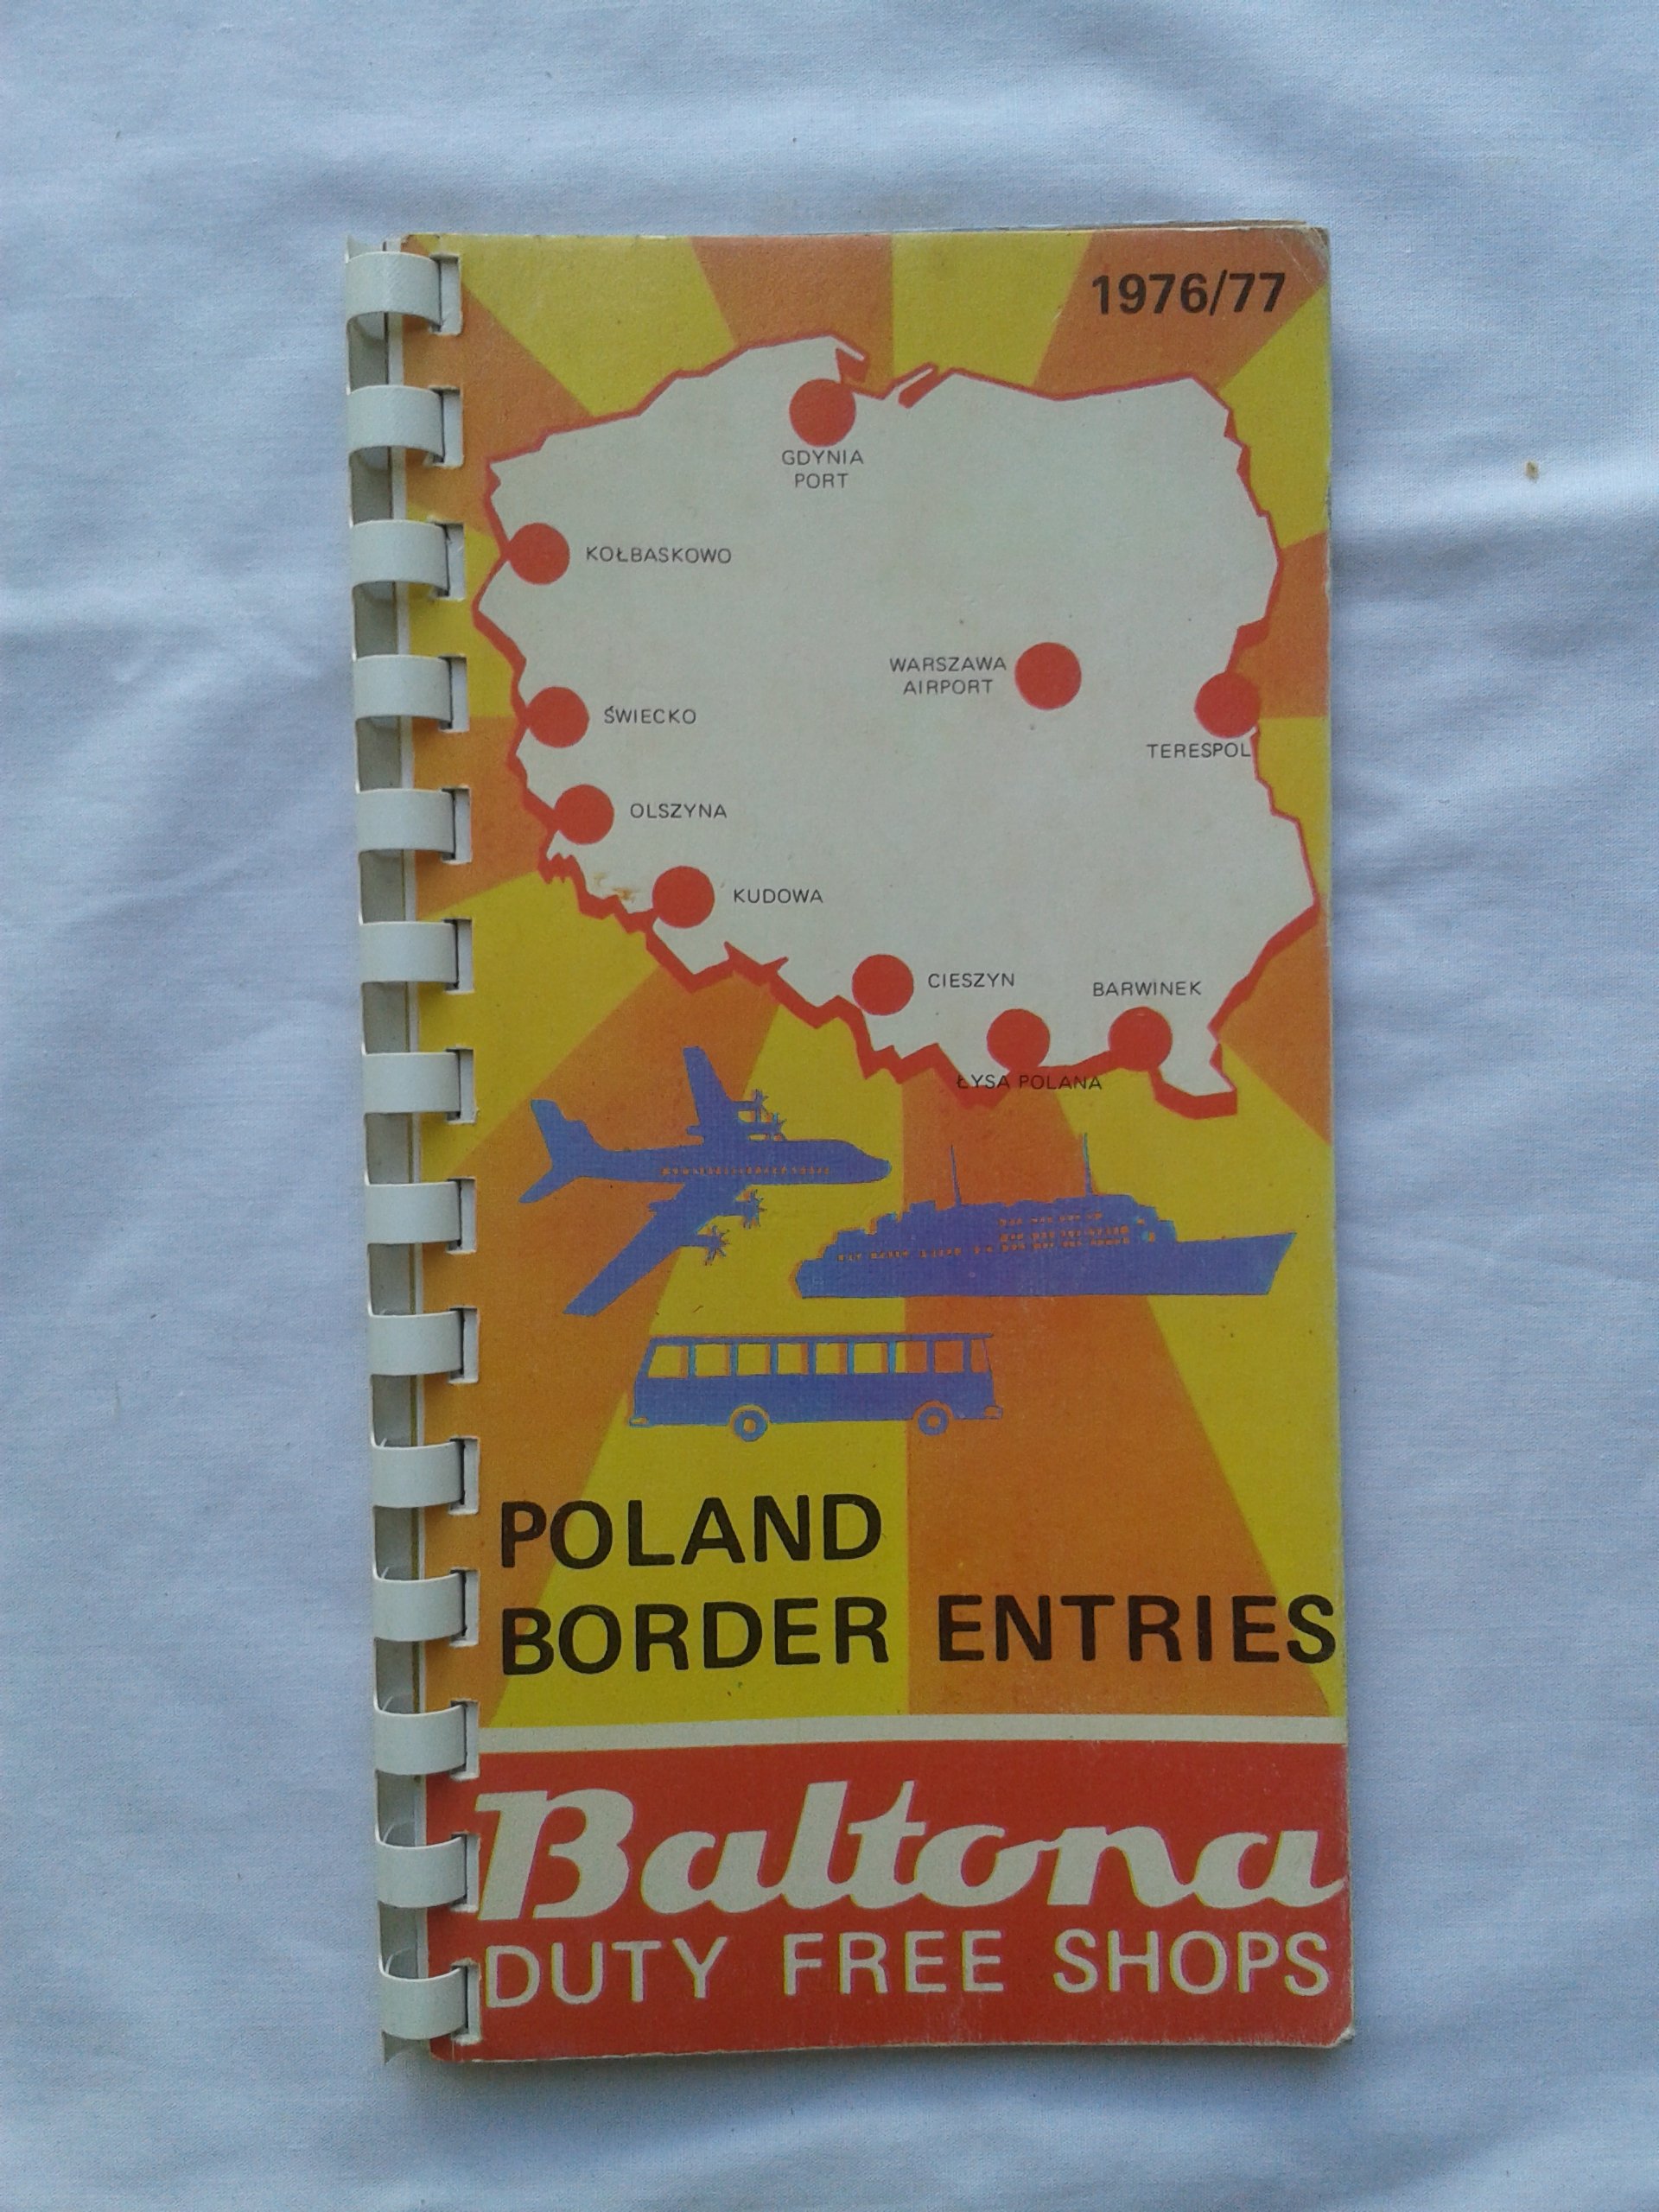 1976/77
GDYNIA
PORT
KOŁBASKOWO
WARSZAWA
AIRPORT
ŚWIECKO
TERESPOL
OLSZYNA
KUDOWA
CIESZYN
BARWINEK
ŁYSA POLANA
POLAND
BORDER ENTRIES
Baltona
DUTY FREE SHOPS